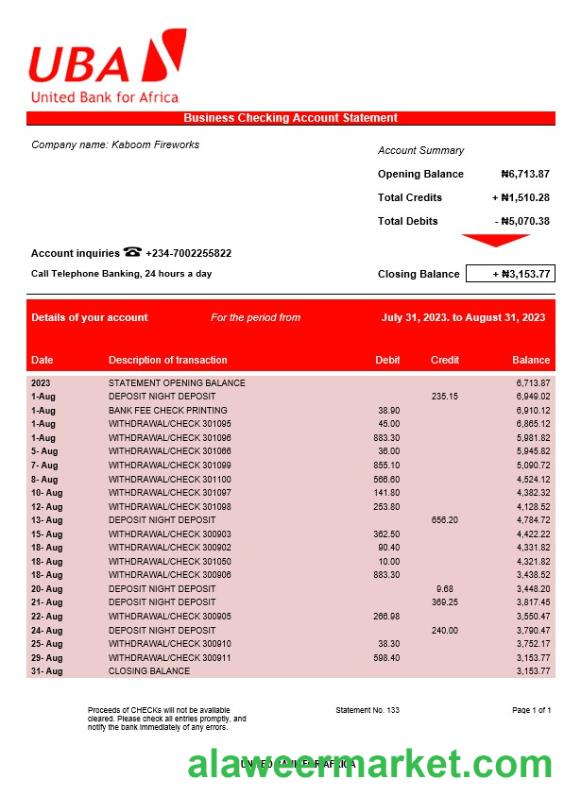 UBA
United Bank for Africa
Business Checking Account Statement
Company name: Kaboom Fireworks
Account Summary
Opening Balance ₦6,713.87
Total Credits + ₦1,510.28
Total Debits - ₦5,070.38
Account inquiries ☎ +234-7002255822
Call Telephone Banking, 24 hours a day
Closing Balance + ₦3,153.77
Details of your account For the period from July 31, 2023. to August 31, 2023
Date Description of transaction Debit Credit Balance
2023 STATEMENT OPENING BALANCE 6,713.87
1-Aug DEPOSIT NIGHT DEPOSIT 235.15 6,949.02
1-Aug BANK FEE CHECK PRINTING 38.90 6,910.12
1-Aug WITHDRAWAL/CHECK 301095 45.00 6,865.12
1-Aug WITHDRAWAL/CHECK 301096 883.30 5,981.82
5- Aug WITHDRAWAL/CHECK 301066 36.00 5,945.82
7- Aug WITHDRAWAL/CHECK 301099 855.10 5,090.72
8- Aug WITHDRAWAL/CHECK 301100 566.60 4,524.12
10- Aug WITHDRAWAL/CHECK 301097 141.80 4,382.32
12- Aug WITHDRAWAL/CHECK 301098 253.80 4,128.52
13- Aug DEPOSIT NIGHT DEPOSIT 656.20 4,784.72
15- Aug WITHDRAWAL/CHECK 300903 362.50 4,422.22
18- Aug WITHDRAWAL/CHECK 300902 90.40 4,331.82
18- Aug WITHDRAWAL/CHECK 301050 10.00 4,321.82
18- Aug WITHDRAWAL/CHECK 300906 883.30 3,438.52
20- Aug DEPOSIT NIGHT DEPOSIT 9.68 3,448.20
21- Aug DEPOSIT NIGHT DEPOSIT 369.25 3,817.45
22- Aug WITHDRAWAL/CHECK 300905 266.98 3,550.47
24- Aug DEPOSIT NIGHT DEPOSIT 240.00 3,790.47
25- Aug WITHDRAWAL/CHECK 300910 38.30 3,752.17
29- Aug WITHDRAWAL/CHECK 300911 598.40 3,153.77
31- Aug CLOSING BALANCE 3,153.77
Proceeds of CHECKs will not be available
cleared. Please check all entries promptly, and
notify the bank immediately of any errors.
Statement No. 133
Page 1 of 1
UNITED BANK FOR AFRICA
alaweermarket.com